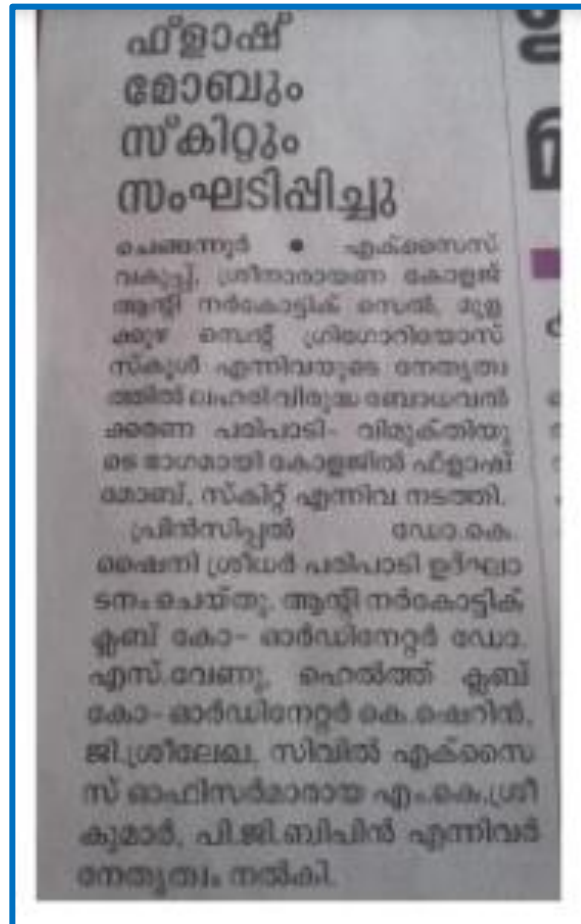 ഫ്ളാഷ്
മോബും
സ്കിറ്റും
സംഘടിപ്പിച്ചു
ചെങ്ങന്നൂർ ● എക്സൈസ്
വകുപ്പ്, ശ്രീനാരായണ കോളജ്
ആന്റി നർകോട്ടിക് സെൽ, മുള
ക്കുഴ സെന്റ് ഗ്രിഗോറിയോസ്
സ്കൂൾ എന്നിവയുടെ നേതൃത്വ
ത്തിൽ ലഹരി വിരുദ്ധ ബോധവൽ
ക്കരണ പരിപാടി- വിമുക്തിയു
ടെ ഭാഗമായി കോളജിൽ ഫ്ളാഷ്
മോബ്, സ്കിറ്റ് എന്നിവ നടത്തി.
പ്രിൻസിപ്പൽ ഡോ.കെ.
ഷൈനി ശ്രീധർ പരിപാടി ഉദ്ഘാ
ടനം ചെയ്തു. ആന്റി നർകോട്ടിക്
ക്ലബ് കോ- ഓർഡിനേറ്റർ ഡോ.
എസ്.വേണു, ഹെൽത്ത് ക്ലബ്
കോ- ഓർഡിനേറ്റർ കെ.ഷെറിൻ,
ജി.ശ്രീലേഖ, സിവിൽ എക്സൈ
സ് ഓഫിസർമാരായ എം.കെ.ശ്രീ
കുമാർ, പി.ജി.ബിപിൻ എന്നിവർ
നേതൃത്വം നൽകി.